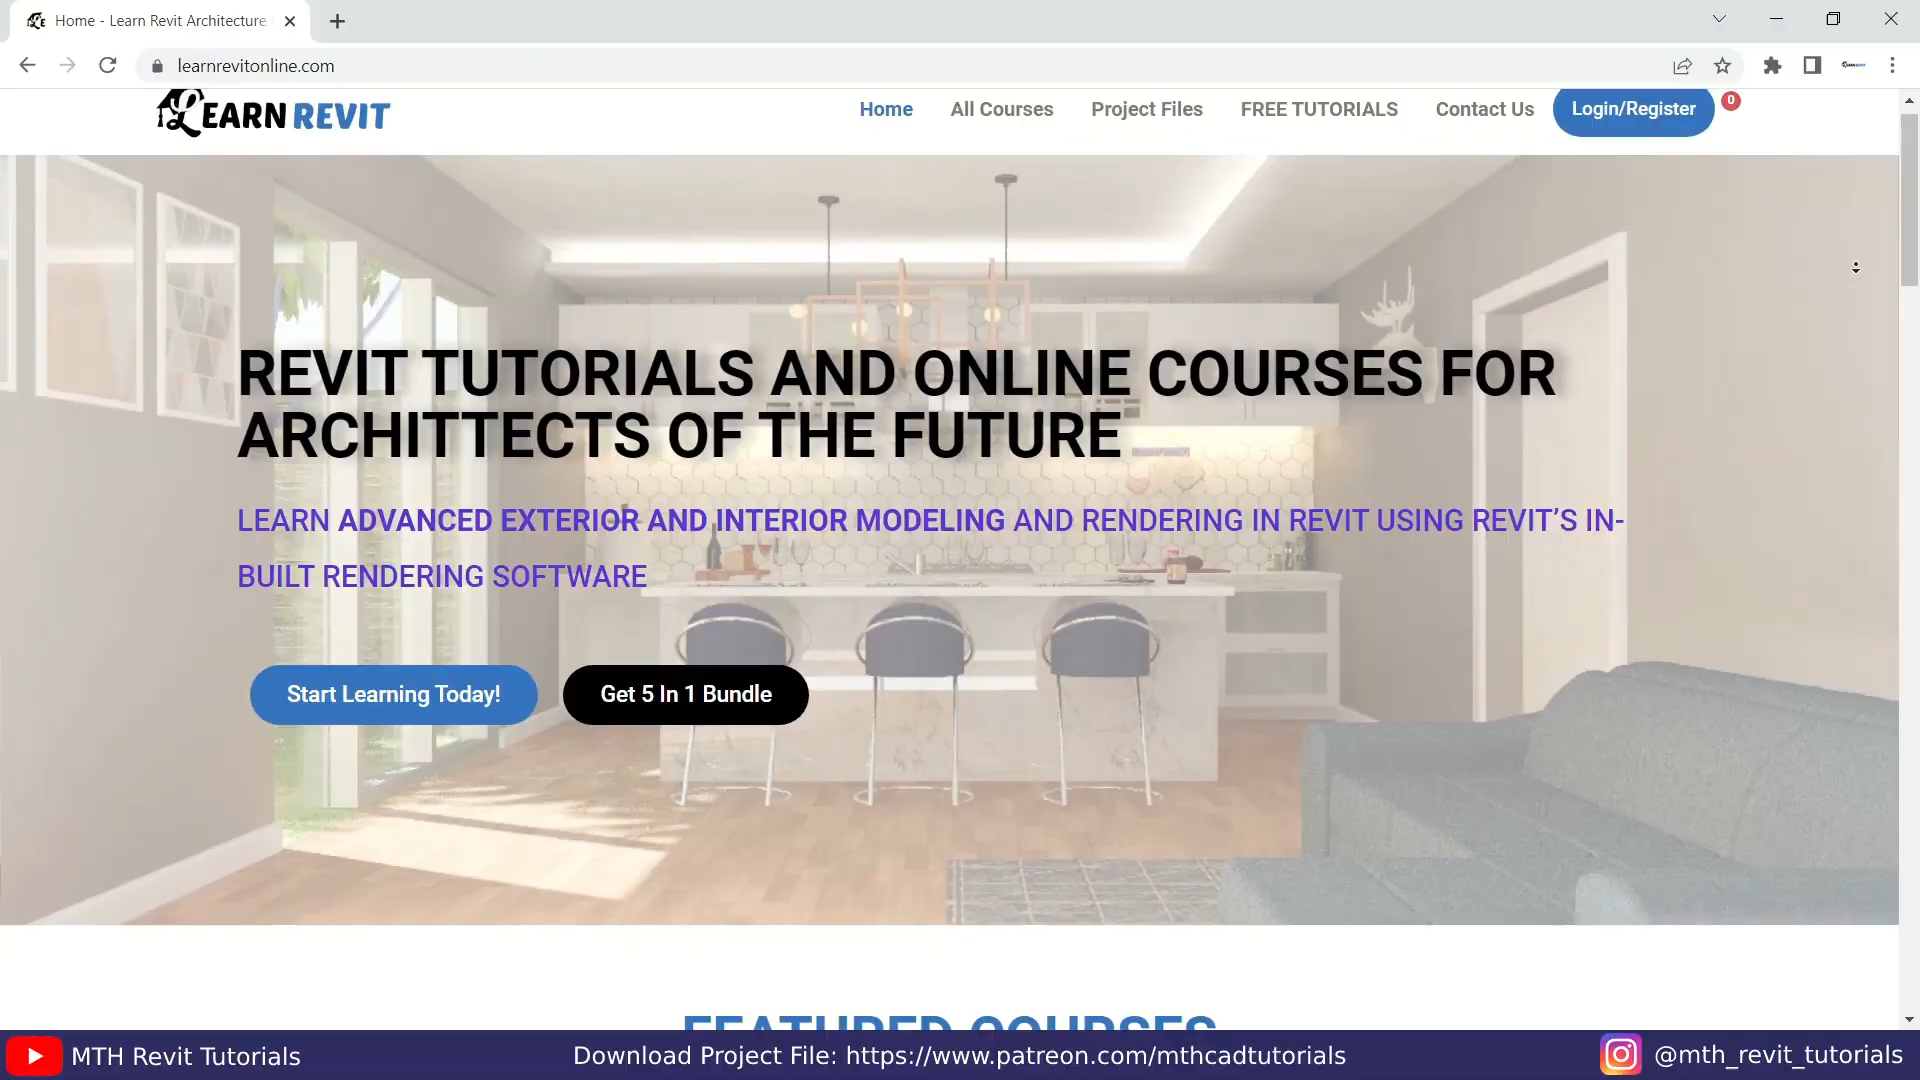 Home - Learn Revit Architecture
learnrevitonline.com
LEARN REVIT
Home
All Courses
Project Files
FREE TUTORIALS
Contact Us
Login/Register
0
REVIT TUTORIALS AND ONLINE COURSES FOR
ARCHITTECTS OF THE FUTURE
LEARN ADVANCED EXTERIOR AND INTERIOR MODELING AND RENDERING IN REVIT USING REVIT’S IN-
BUILT RENDERING SOFTWARE
Start Learning Today!
Get 5 In 1 Bundle
FEATURED COURSES
MTH Revit Tutorials
Download Project File: https://www.patreon.com/mthcadtutorials
@mth_revit_tutorials